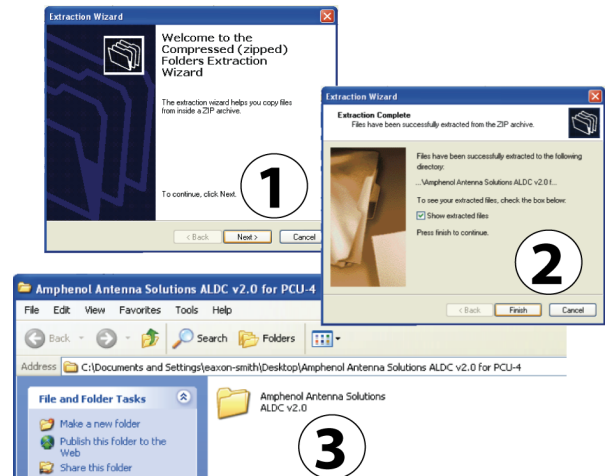 Extraction Wizard
Welcome to the
Compressed (zipped)
Folders Extraction
Wizard
The extraction wizard helps you copy files
from inside a ZIP archive.
To continue, click Next.
1
< Back
Next >
Cancel
Extraction Wizard
Extraction Complete
Files have been successfully extracted from the ZIP archive.
Files have been successfully extracted to the following
directory:
...\Amphenol Antenna Solutions ALDC v2.0 f...
To see your extracted files, check the box below:
Show extracted files
Press finish to continue.
2
< Back
Finish
Cancel
Amphenol Antenna Solutions ALDC v2.0 for PCU-4
File Edit View Favorites Tools Help
Back
Search
Folders
Address
C:\Documents and Settings\eaxon-smith\Desktop\Amphenol Antenna Solutions ALDC v2.0 for PCU-4
File and Folder Tasks
Make a new folder
Publish this folder to the
Web
Share this folder
Amphenol Antenna Solutions
ALDC v2.0
3